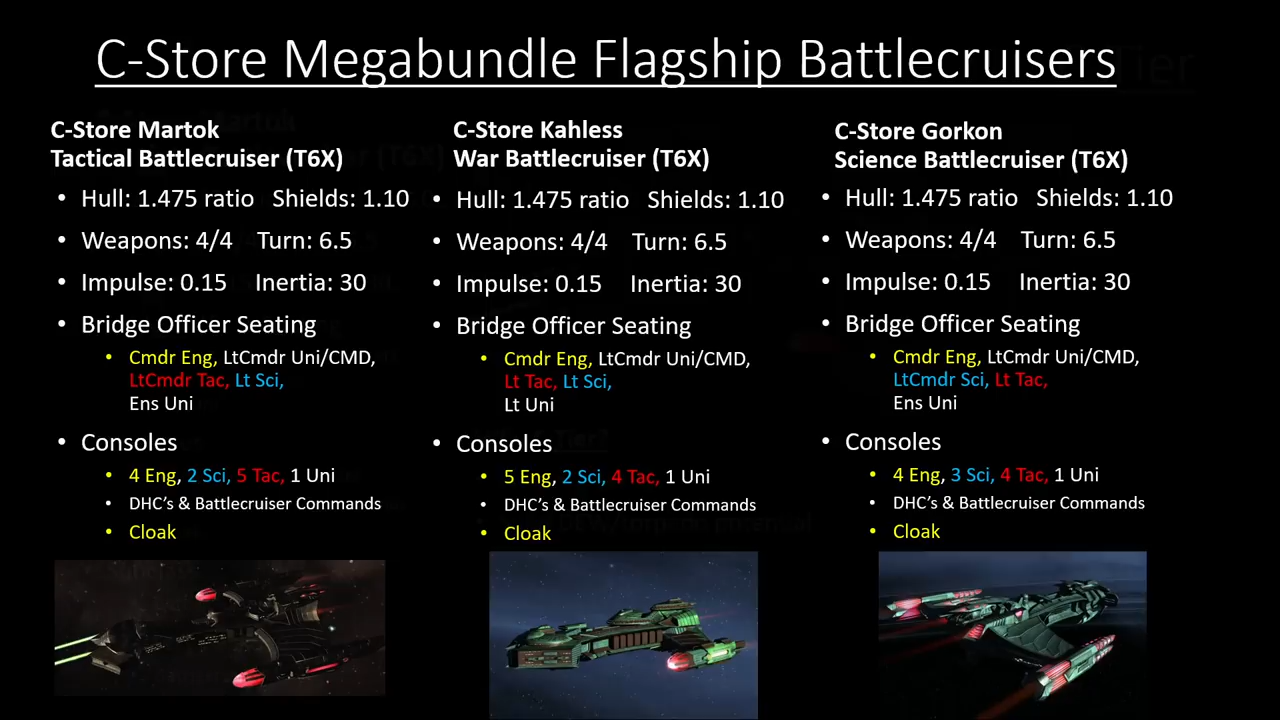 C-Store Megabundle Flagship Battlecruisers
C-Store Martok
Tactical Battlecruiser (T6X)
• Hull: 1.475 ratio Shields: 1.10
• Weapons: 4/4 Turn: 6.5
• Impulse: 0.15 Inertia: 30
• Bridge Officer Seating
• Cmdr Eng, LtCmdr Uni/CMD,
LtCmdr Tac, Lt Sci,
Ens Uni
• Consoles
• 4 Eng, 2 Sci, 5 Tac, 1 Uni
• DHC's & Battlecruiser Commands
• Cloak
C-Store Kahless
War Battlecruiser (T6X)
• Hull: 1.475 ratio Shields: 1.10
• Weapons: 4/4 Turn: 6.5
• Impulse: 0.15 Inertia: 30
• Bridge Officer Seating
• Cmdr Eng, LtCmdr Uni/CMD,
Lt Tac, Lt Sci,
Lt Uni
• Consoles
• 5 Eng, 2 Sci, 4 Tac, 1 Uni
• DHC's & Battlecruiser Commands
• Cloak
C-Store Gorkon
Science Battlecruiser (T6X)
• Hull: 1.475 ratio Shields: 1.10
• Weapons: 4/4 Turn: 6.5
• Impulse: 0.15 Inertia: 30
• Bridge Officer Seating
• Cmdr Eng, LtCmdr Uni/CMD,
LtCmdr Sci, Lt Tac,
Ens Uni
• Consoles
• 4 Eng, 3 Sci, 4 Tac, 1 Uni
• DHC's & Battlecruiser Commands
• Cloak